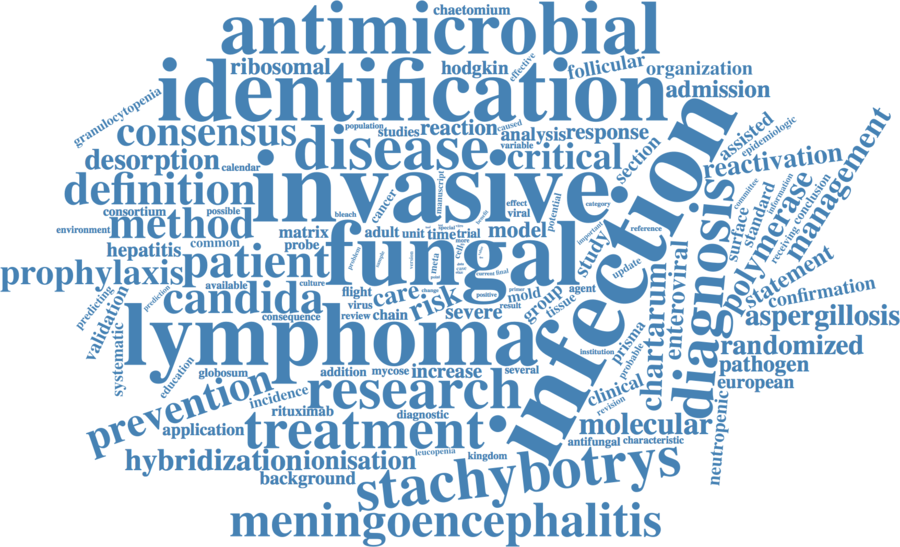 chaetomium
antimicrobial
ribosomal
hodgkin
effective
follicular
organization
identification
admission
granulocytopenia
consensus
population
studies
reaction
caused
analysis
response
assisted
epidemiologic
variable
disease
critical
section
reactivation
management
desorption
calendar
definition
invasive
cancer
manuscript
effect
viral
potential
category
infection
committee
information
standard
surface
polymerase
receiving
conclusion
consortium
possible
bleach
environment
method
matrix
adult
unit
time
trial
model
important
reference
diagnosis
hepatitis
common
probe
fungal
study
statement
prophylaxis
patient
problem
meta
cells
more
special
current
final
update
enteroviral
confirmation
available
culture
candida
flight
care
change
risk
positive
primer
mold
agent
group
tissue
chartarum
predicting
prediction
validation
consequence
virus
review
chain
severe
result
aspergillosis
lymphoma
prisma
probable
institution
randomized
systematic
education
globosum
addition
mycose
increase
several
pathogen
european
prevention
incidence
research
clinical
revision
rituximab
diagnostic
neutropenic
application
treatment
molecular
antifungal
characteristic
hybridization
ionisation
leucopenia
kingdom
background
stachybotrys
meningoencephalitis